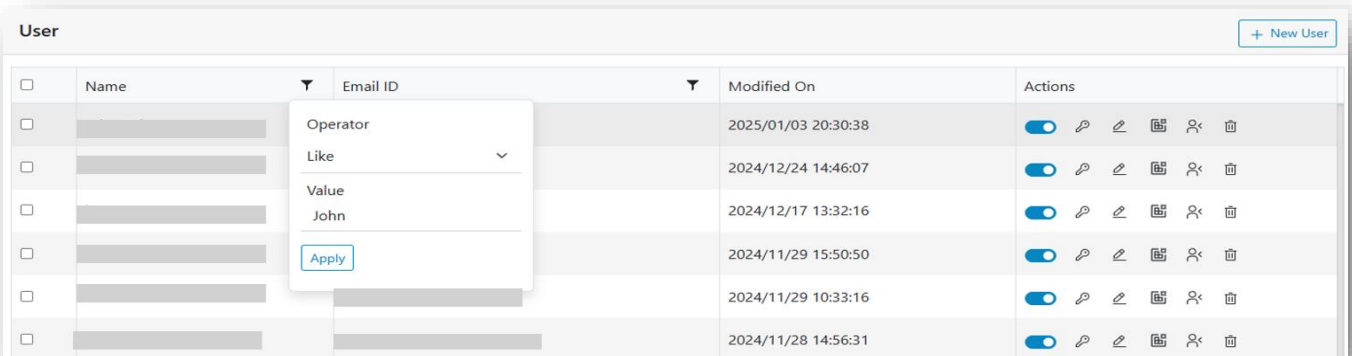 User
+ New User
Name Email ID Modified On Actions
Operator
Like
Value
John
Apply
2025/01/03 20:30:38
2024/12/24 14:46:07
2024/12/17 13:32:16
2024/11/29 15:50:50
2024/11/29 10:33:16
2024/11/28 14:56:31